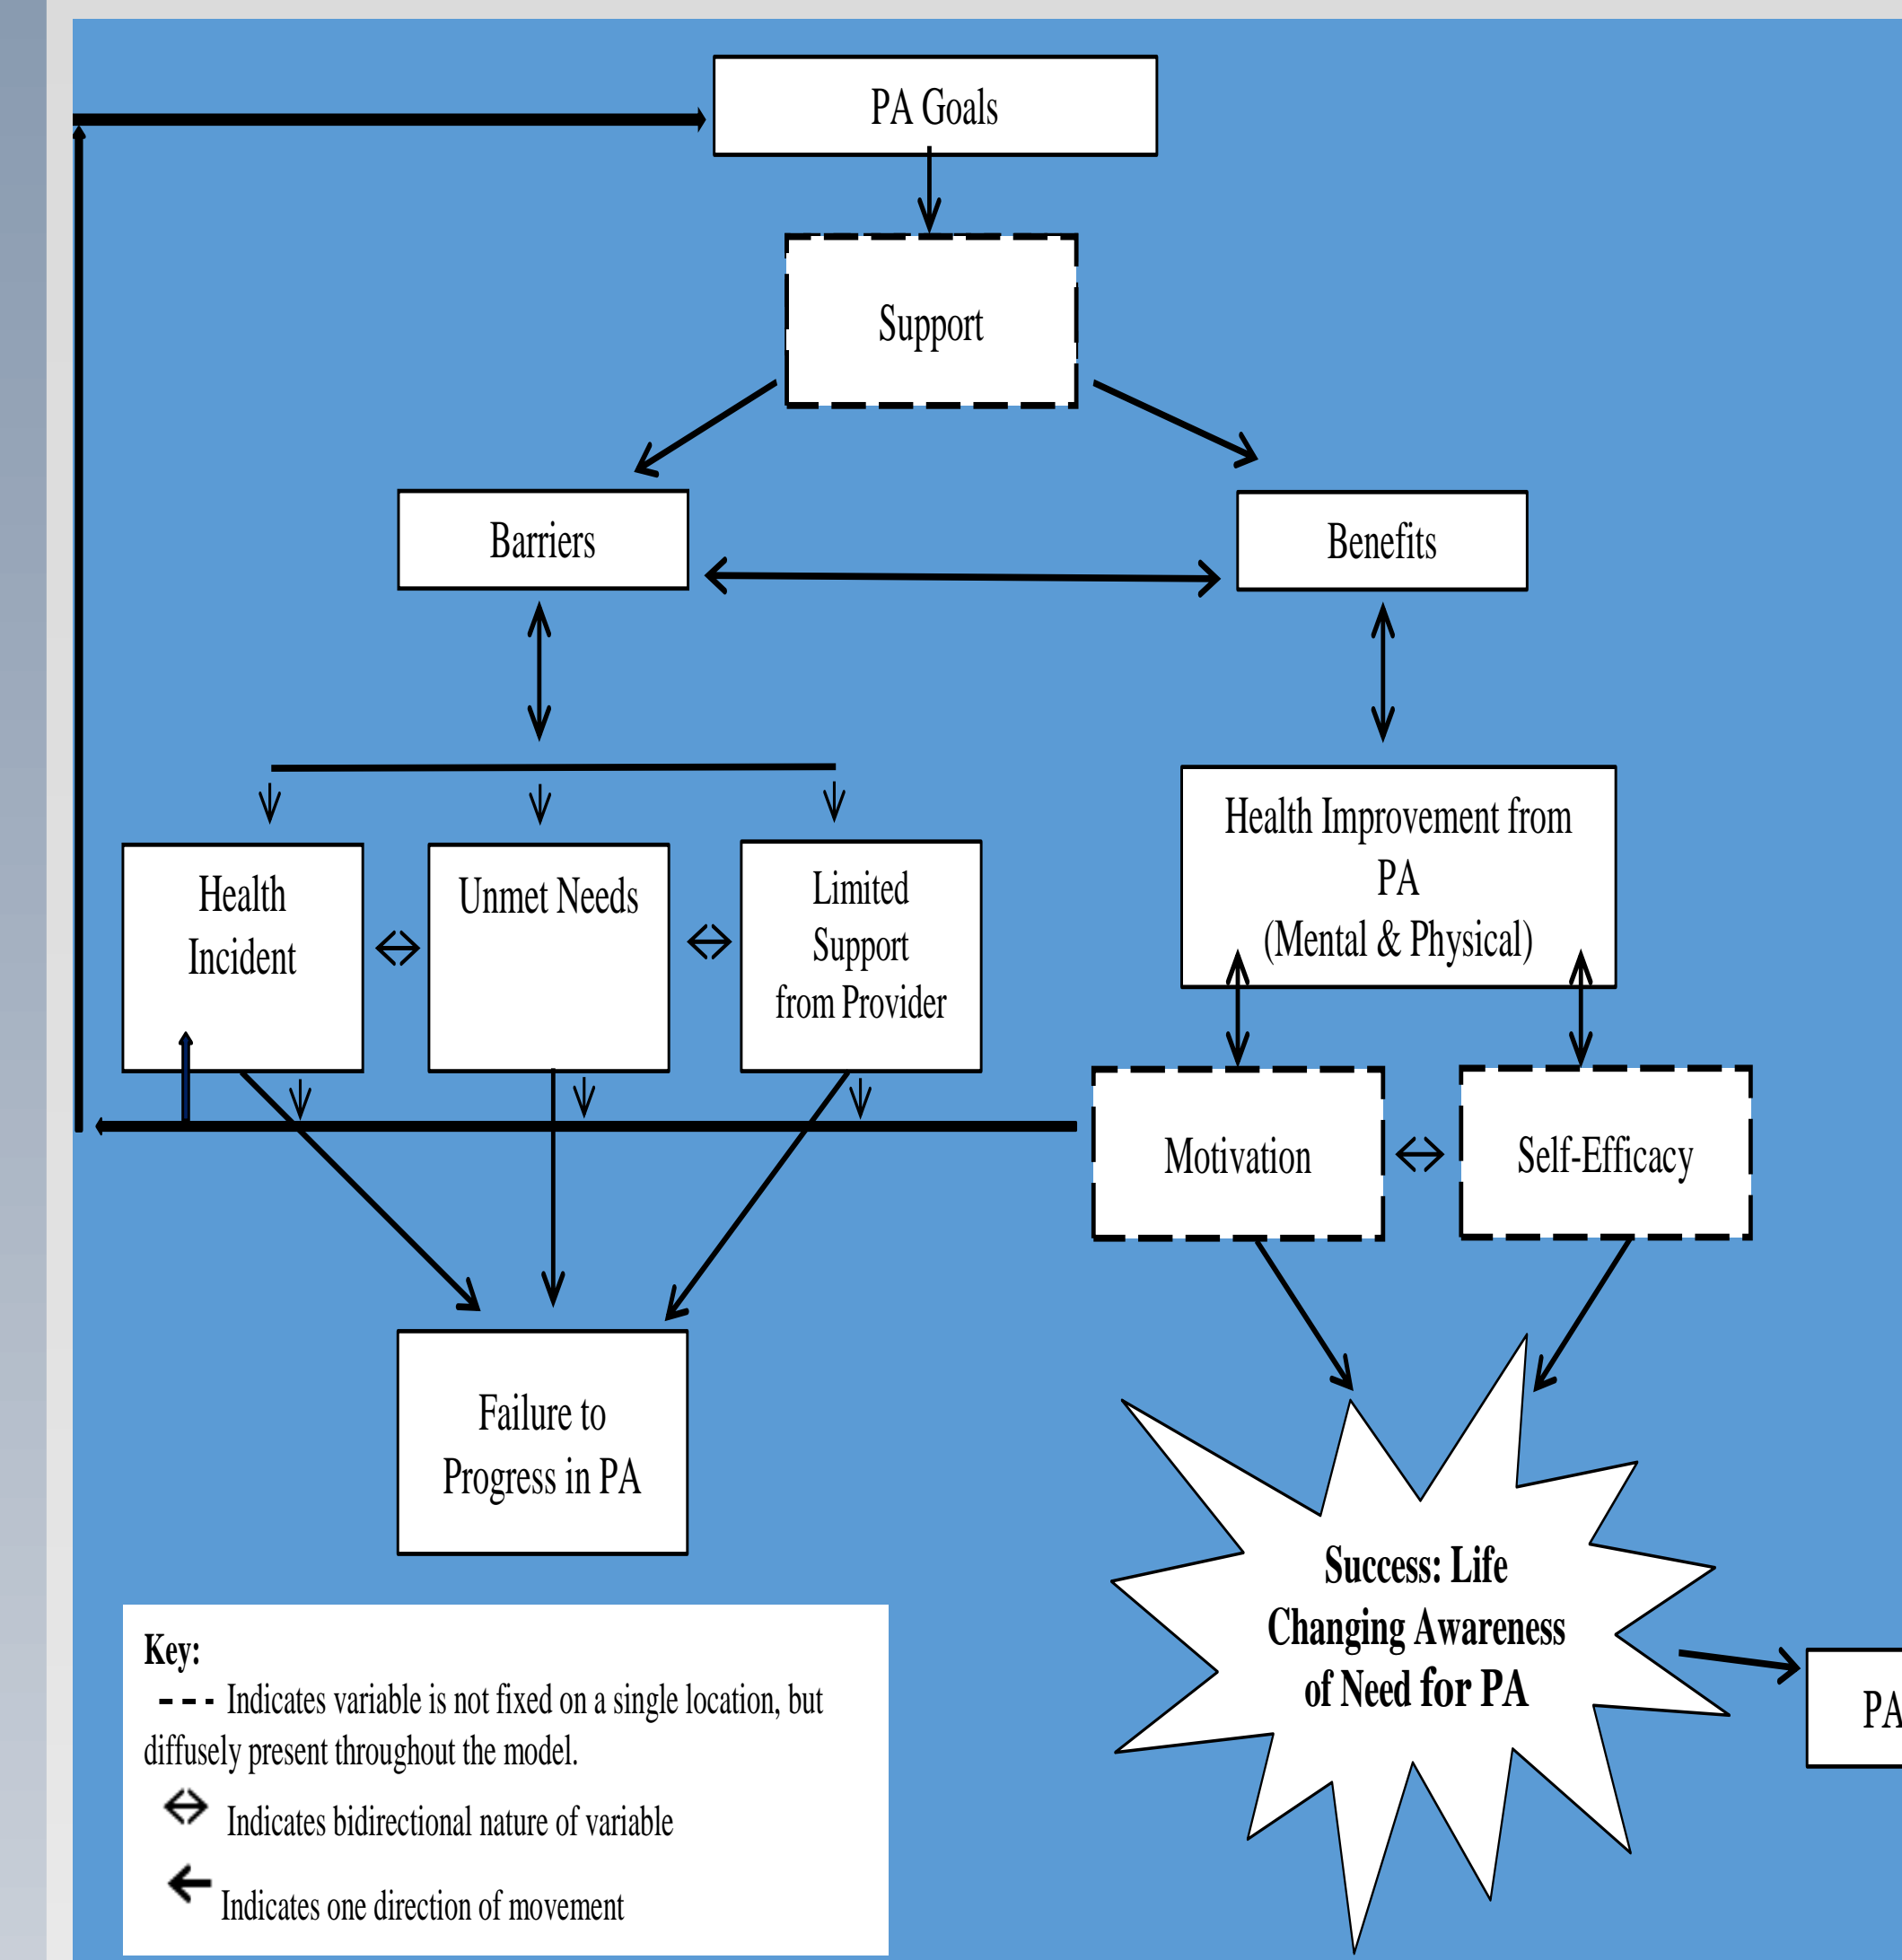 PA Goals
Support
Barriers
Benefits
Health
Incident
Unmet Needs
Limited
Support
from Provider
Health Improvement from
PA
(Mental & Physical)
Motivation
Self-Efficacy
Failure to
Progress in PA
Success: Life
Changing Awareness
of Need for PA
PA
Key:
--- Indicates variable is not fixed on a single location, but
diffusely present throughout the model.
Indicates bidirectional nature of variable
Indicates one direction of movement